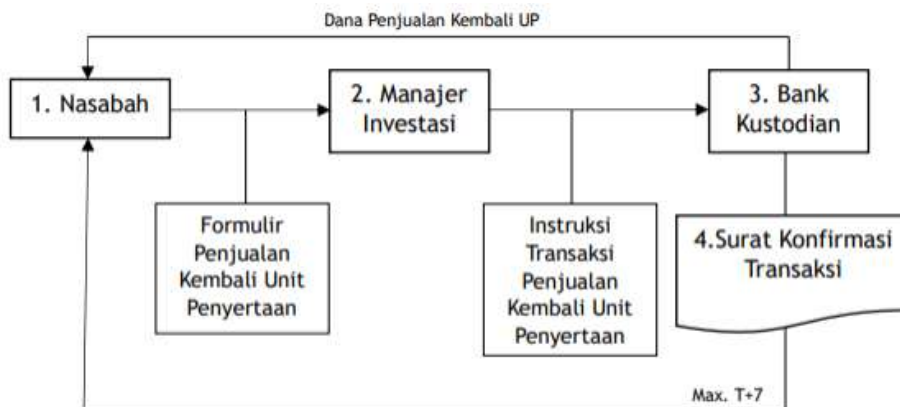 Dana Penjualan Kembali UP
1. Nasabah
2. Manajer
Investasi
3. Bank
Kustodian
Formulir
Penjualan
Kembali Unit
Penyertaan
Instruksi
Transaksi
Penjualan
Kembali Unit
Penyertaan
4.Surat Konfirmasi
Transaksi
Max. T+7